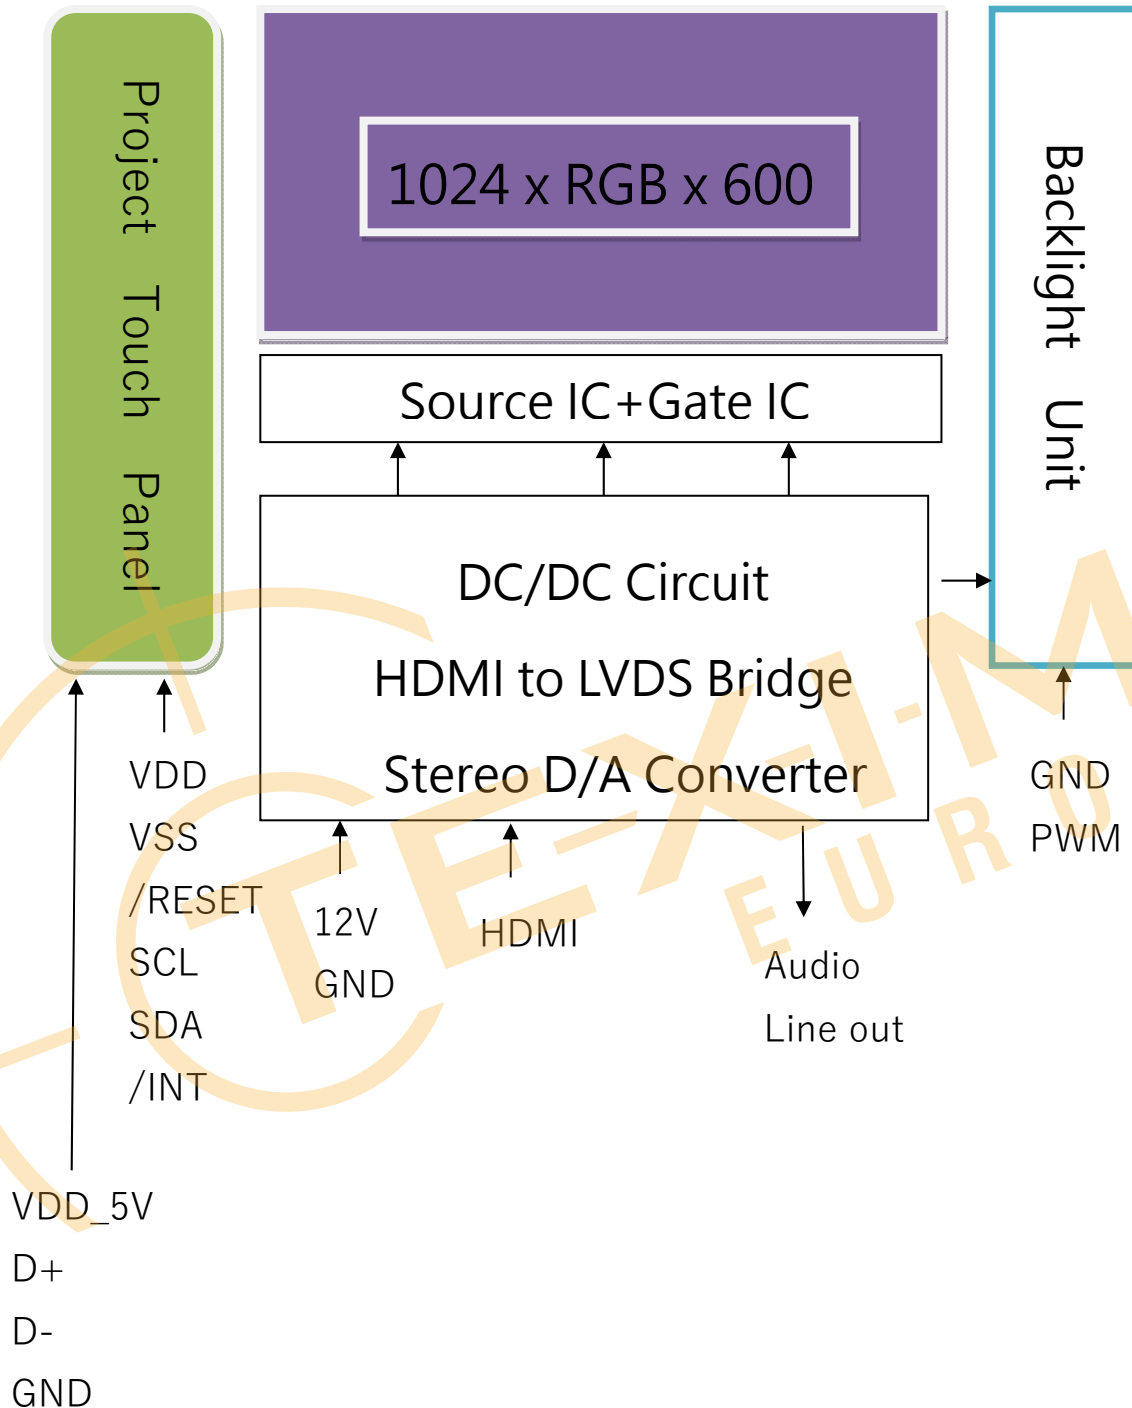 Project Touch Panel
1024 x RGB x 600
Backlight Unit
Source IC+Gate IC
DC/DC Circuit
HDMI to LVDS Bridge
Stereo D/A Converter
VDD
VSS
/RESET
SCL
SDA
/INT
12V
GND
HDMI
Audio
Line out
GND
PWM
VDD_5V
D+
D-
GND
TE-XI-M
EURO